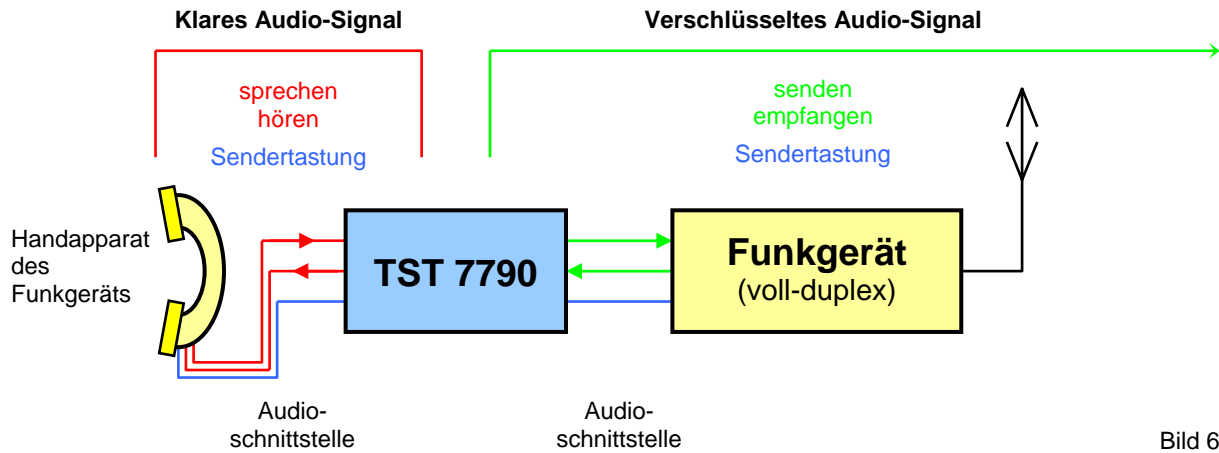 Klares Audio-Signal
Verschlüsseltes Audio-Signal
sprechen
hören
Sendertastung
senden
empfangen
Sendertastung
Handapparat
des
Funkgeräts
TST 7790
Funkgerät
(voll-duplex)
Audio-
schnittstelle
Audio-
schnittstelle
Bild 6